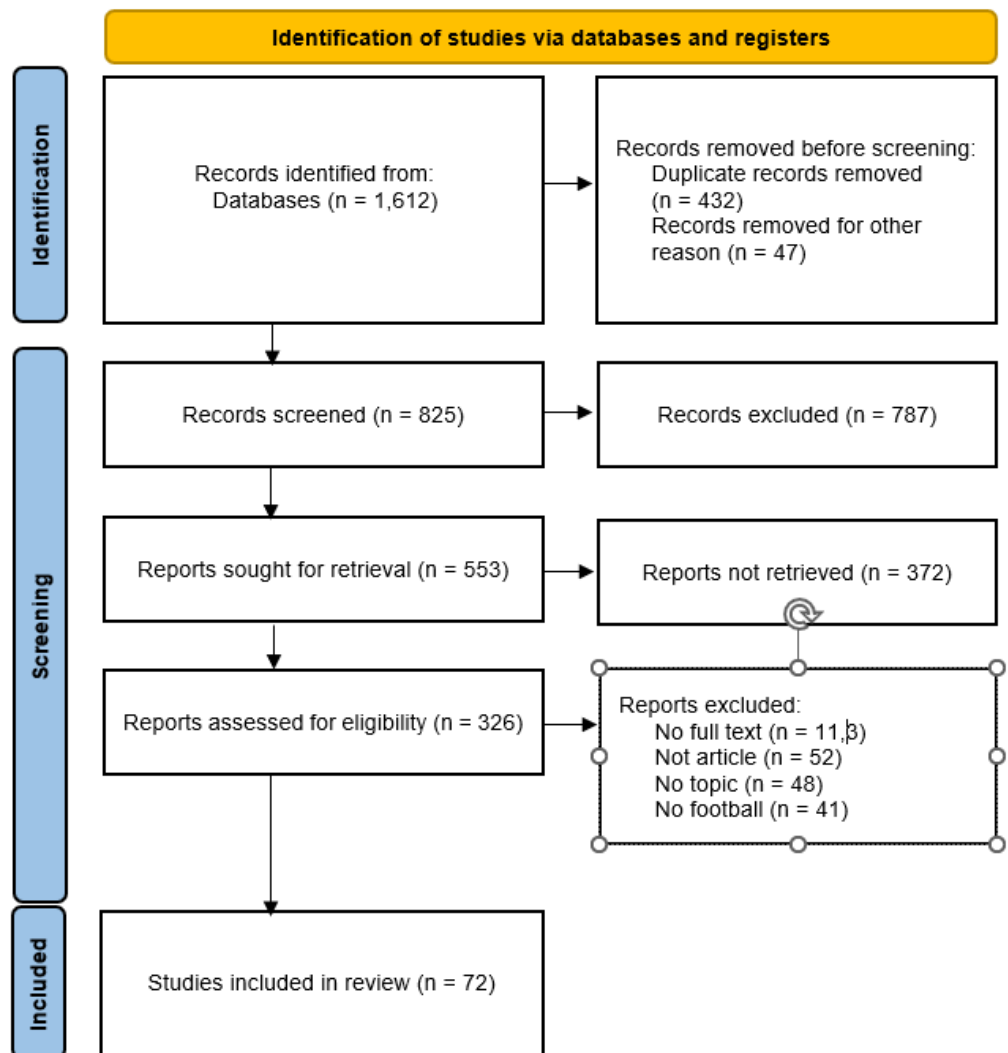 Identification of studies via databases and registers
Identification
Records identified from:
Databases (n = 1,612)
Records removed before screening:
Duplicate records removed
(n = 432)
Records removed for other
reason (n = 47)
Screening
Records screened (n = 825)
Records excluded (n = 787)
Reports sought for retrieval (n = 553)
Reports not retrieved (n = 372)
Reports assessed for eligibility (n = 326)
Reports excluded:
No full text (n = 11,3)
Not article (n = 52)
No topic (n = 48)
No football (n = 41)
Included
Studies included in review (n = 72)